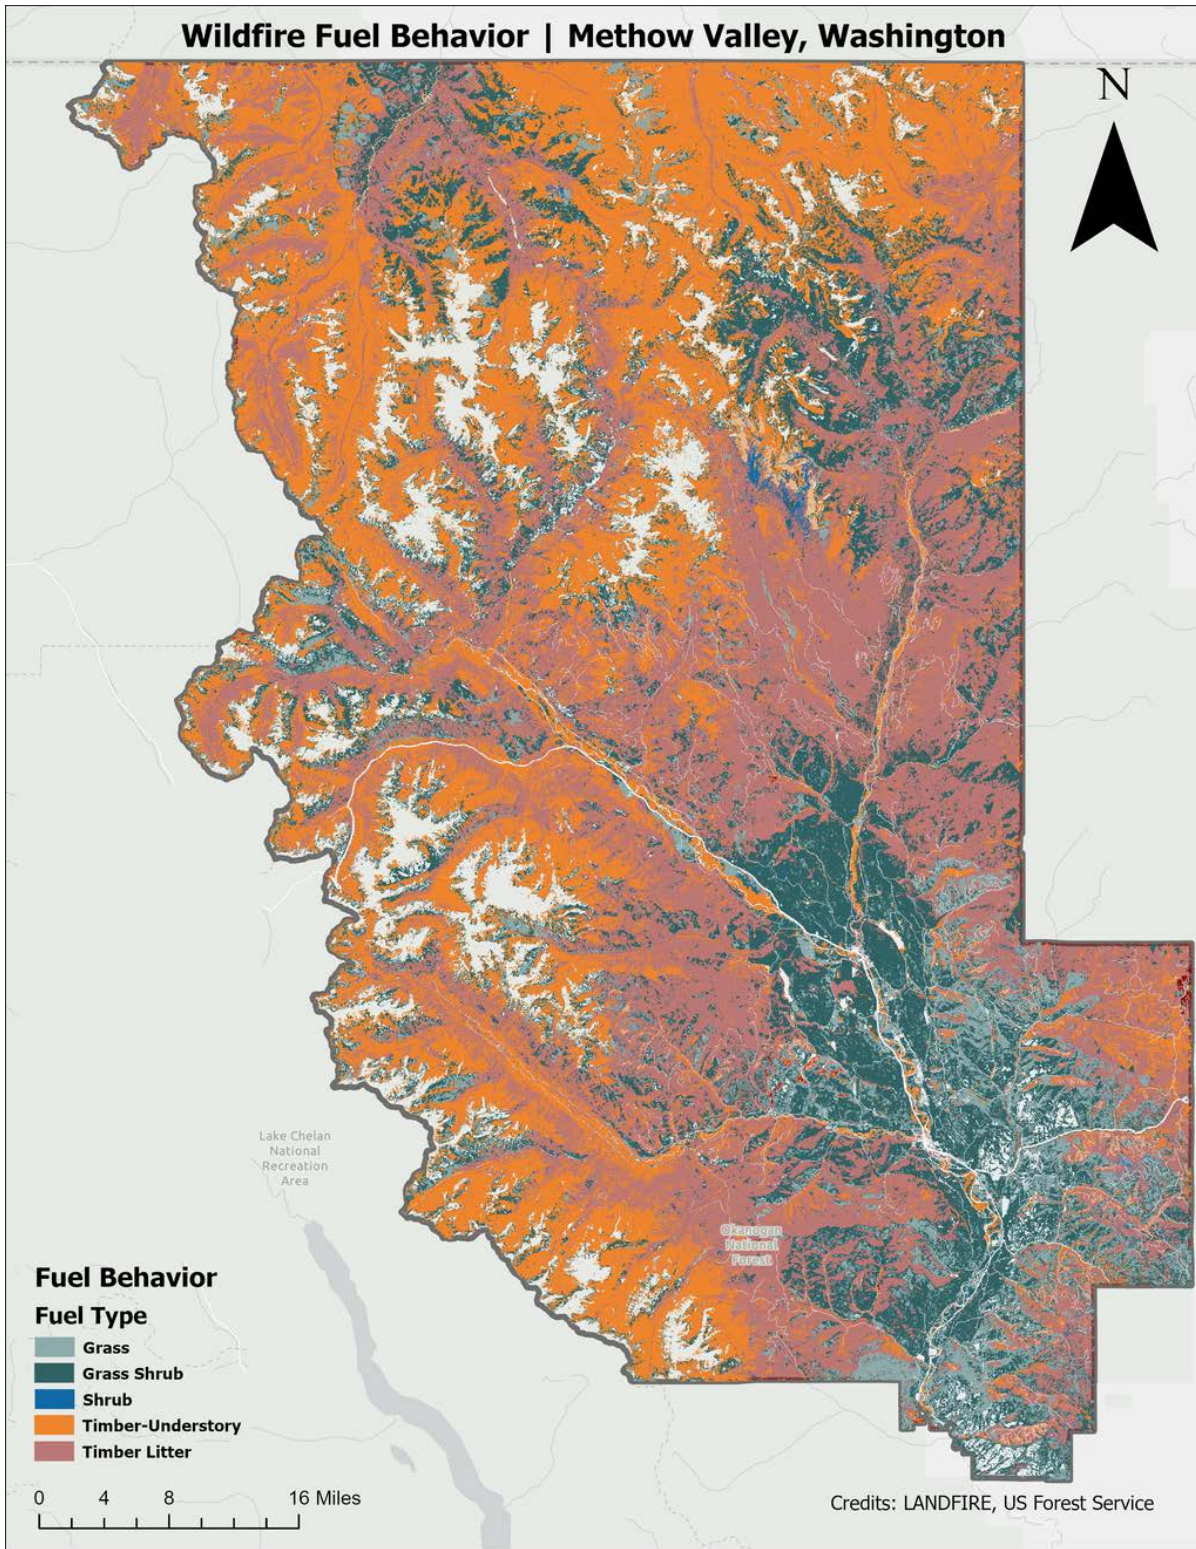 Wildfire Fuel Behavior | Methow Valley, Washington
N
Lake Chelan
National
Recreation
Area
Okanogan
National
Forest
Fuel Behavior
Fuel Type
Grass
Grass Shrub
Shrub
Timber-Understory
Timber Litter
0 4 8 16 Miles
Credits: LANDFIRE, US Forest Service